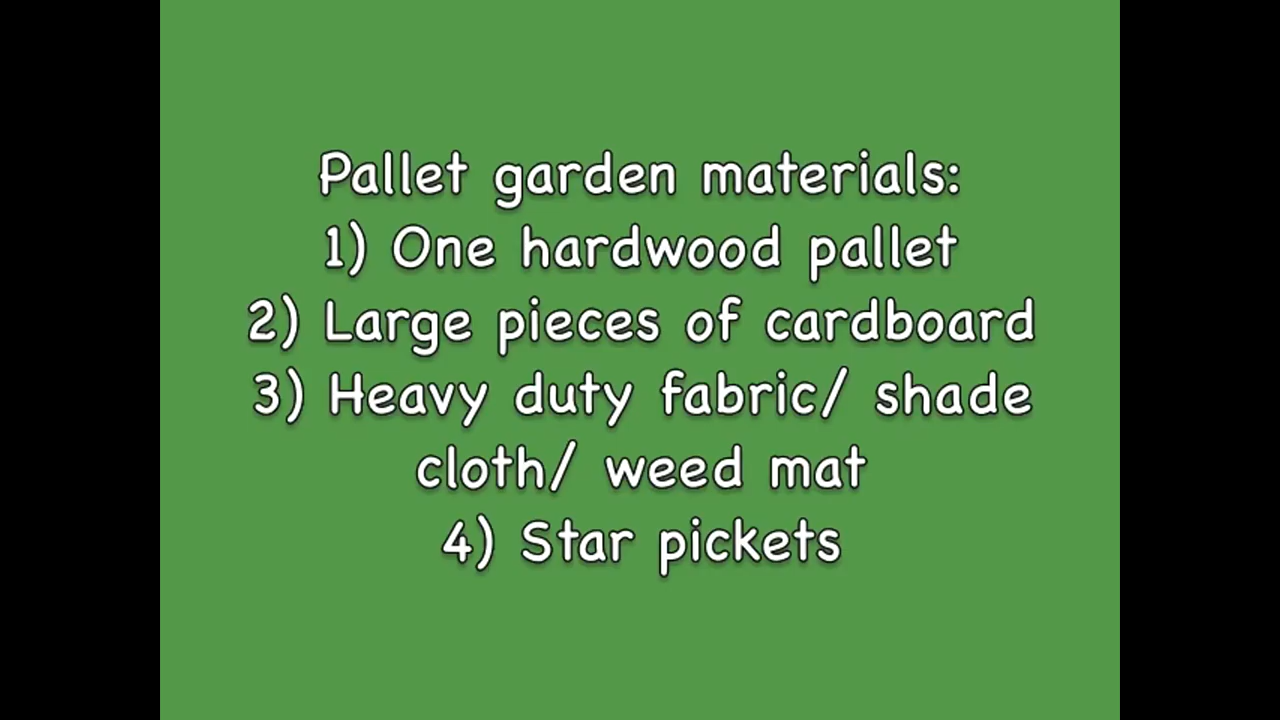 Pallet garden materials:
1) One hardwood pallet
2) Large pieces of cardboard
3) Heavy duty fabric/ shade
cloth/ weed mat
4) Star pickets